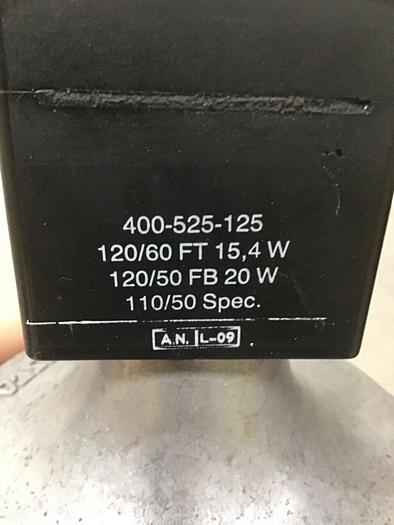 400-525-125
120/60 FT 15,4 W
120/50 FB 20 W
110/50 Spec.
A.N. L-09